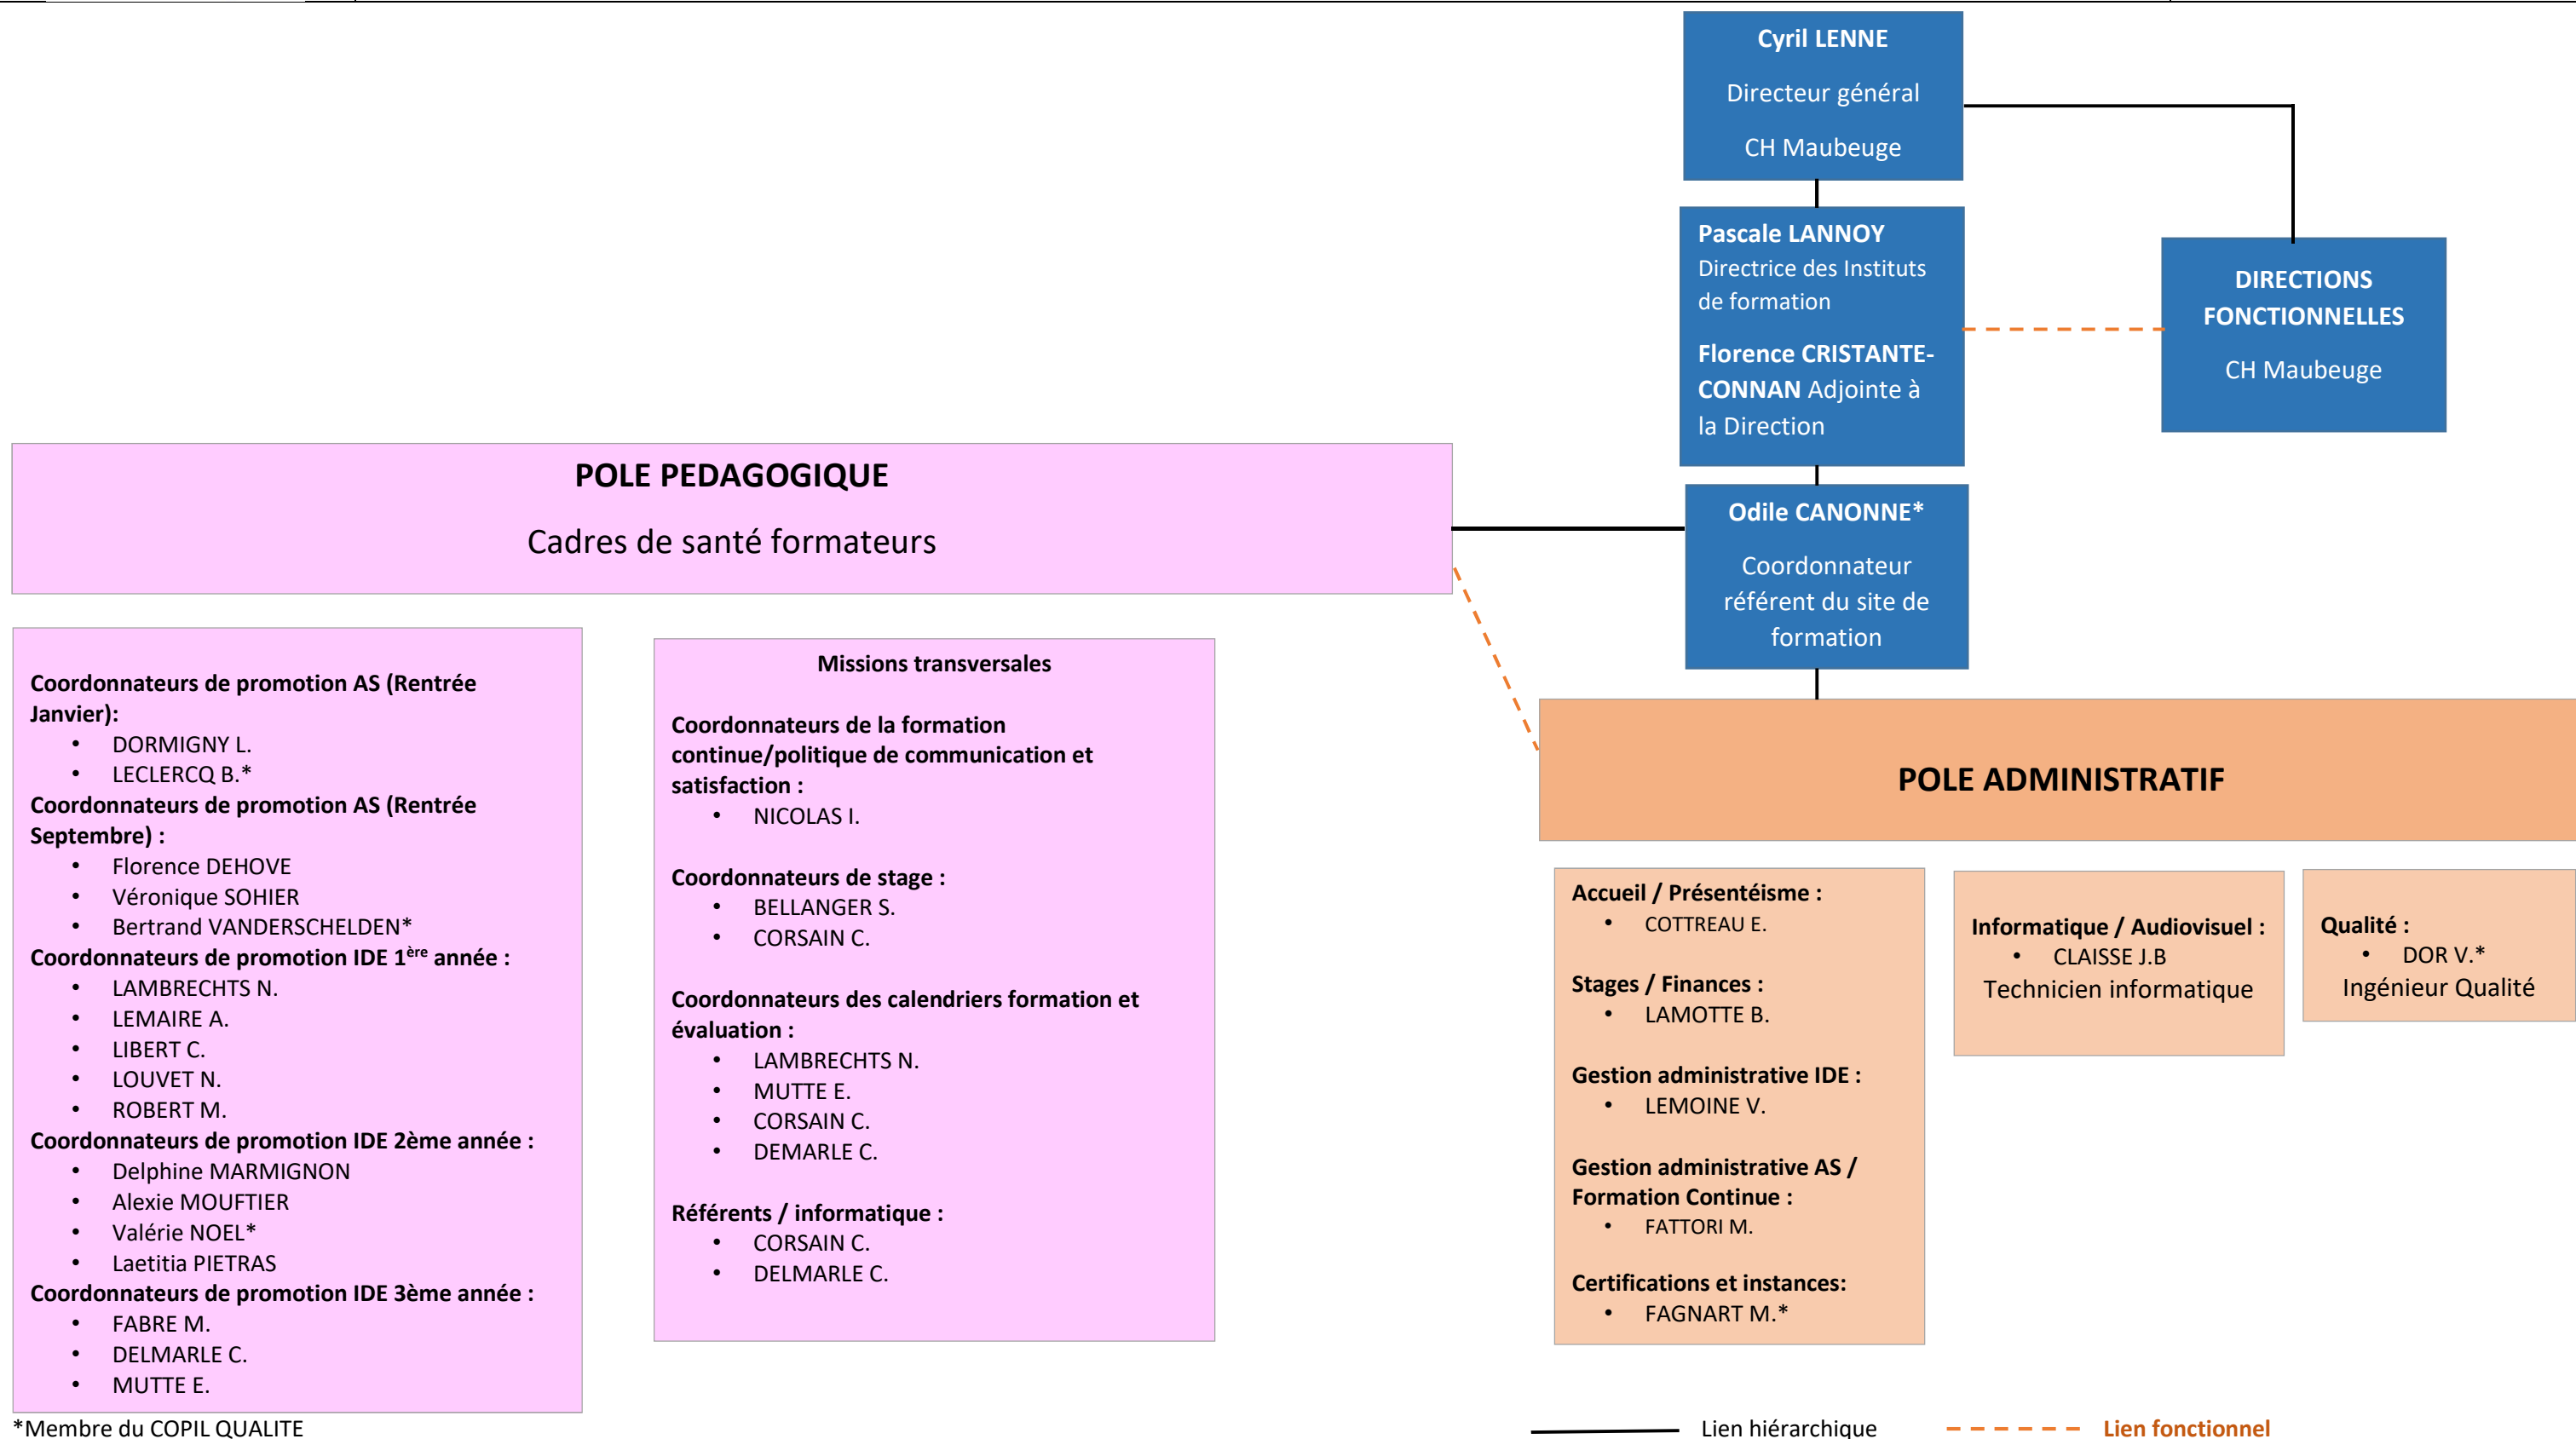 Cyril LENNE
Directeur général
CH Maubeuge
Pascale LANNOY
Directrice des Instituts
de formation
Florence CRISTANTE-
CONNAN Adjointe à
la Direction
DIRECTIONS
FONCTIONNELLES
CH Maubeuge
POLE PEDAGOGIQUE
Cadres de santé formateurs
Odile CANONNE*
Coordonnateur
référent du site de
formation
Coordonnateurs de promotion AS (Rentrée
Janvier):
• DORMIGNY L.
• LECLERCQ B.*
Coordonnateurs de promotion AS (Rentrée
Septembre) :
• Florence DEHOVE
• Véronique SOHIER
• Bertrand VANDERSCHELDEN*
Coordonnateurs de promotion IDE 1ère année :
• LAMBRECHTS N.
• LEMAIRE A.
• LIBERT C.
• LOUVET N.
• ROBERT M.
Coordonnateurs de promotion IDE 2ème année :
• Delphine MARMIGNON
• Alexie MOUFTIER
• Valérie NOEL*
• Laetitia PIETRAS
Coordonnateurs de promotion IDE 3ème année :
• FABRE M.
• DELMARLE C.
• MUTTE E.
Missions transversales
Coordonnateurs de la formation
continue/politique de communication et
satisfaction :
• NICOLAS I.
Coordonnateurs de stage :
• BELLANGER S.
• CORSAIN C.
Coordonnateurs des calendriers formation et
évaluation :
• LAMBRECHTS N.
• MUTTE E.
• CORSAIN C.
• DEMARLE C.
Référents / informatique :
• CORSAIN C.
• DELMARLE C.
POLE ADMINISTRATIF
Accueil / Présentéisme :
• COTTREAU E.
Stages / Finances :
• LAMOTTE B.
Gestion administrative IDE :
• LEMOINE V.
Gestion administrative AS /
Formation Continue :
• FATTORI M.
Certifications et instances:
• FAGNART M.*
Informatique / Audiovisuel :
• CLAISSE J.B
Technicien informatique
Qualité :
• DOR V.*
Ingénieur Qualité
*Membre du COPIL QUALITE
Lien hiérarchique
Lien fonctionnel